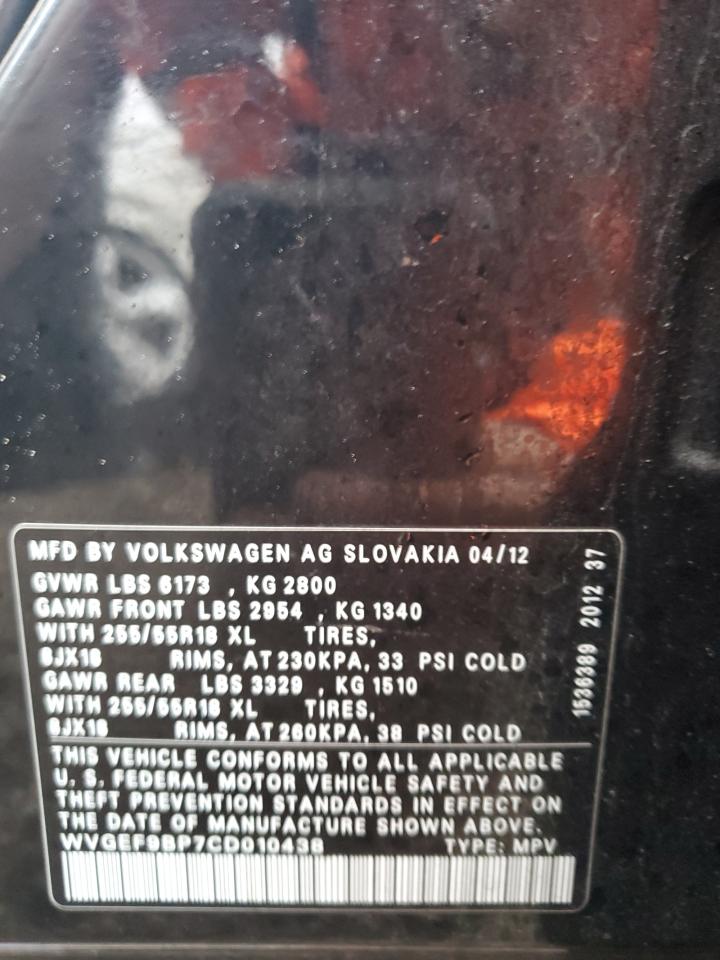 MFD BY VOLKSWAGEN AG SLOVAKIA 04/12
GVWR LBS 6173 , KG 2800
GAWR FRONT LBS 2954 , KG 1340
WITH 255/55R18 XL TIRES,
8JX18 RIMS, AT 230KPA, 33 PSI COLD
GAWR REAR LBS 3329 , KG 1510
WITH 255/55R18 XL TIRES,
8JX18 RIMS, AT 260KPA, 38 PSI COLD
THIS VEHICLE CONFORMS TO ALL APPLICABLE
U. S. FEDERAL MOTOR VEHICLE SAFETY AND
THEFT PREVENTION STANDARDS IN EFFECT ON
THE DATE OF MANUFACTURE SHOWN ABOVE.
WVGEF9BP7CD010438 TYPE: MPV
1536389 2012 37